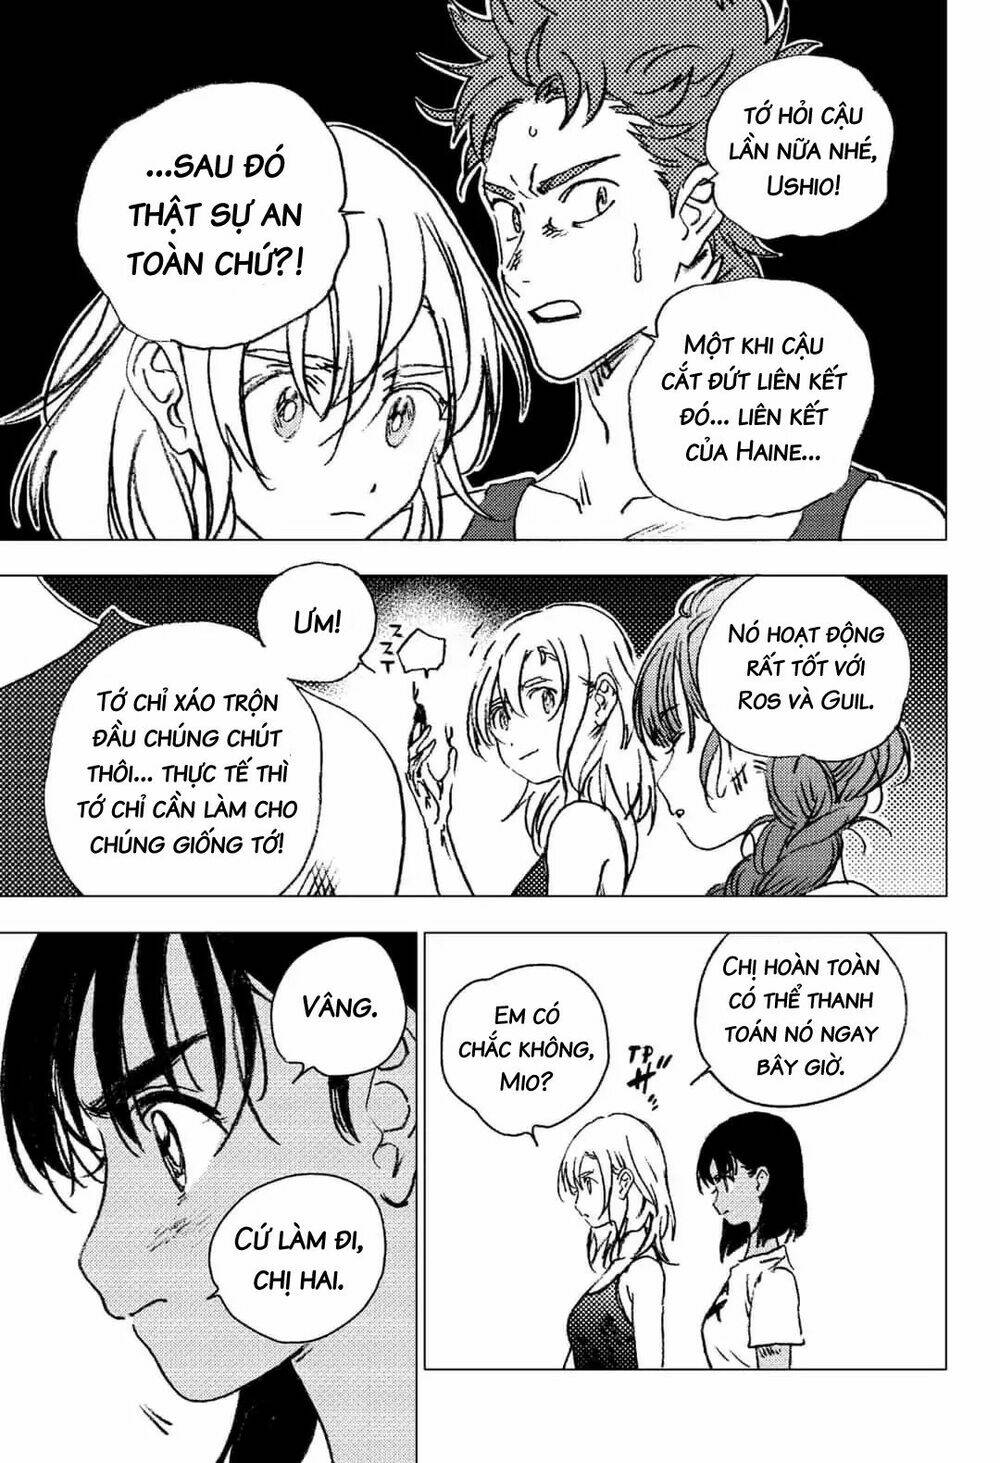 TỚ HỎI CẬU
LẦN NỮA NHÉ,
USHIO!
MỘT KHI CẬU
CẮT ĐỨT LIÊN KẾT
ĐÓ... LIÊN KẾT
CỦA HAINE...
...SAU ĐÓ
THẬT SỰ AN
TOÀN CHỨ?!
NÓ HOẠT ĐỘNG
RẤT TỐT VỚI
ROS VÀ GUIL.
ƯM!
ZZT
TỚ CHỈ XÁO TRỘN
ĐẦU CHÚNG CHÚT
THÔI... THỰC TẾ THÌ
TỚ CHỈ CẦN LÀM CHO
CHÚNG GIỐNG TỚ!
CHỊ HOÀN TOÀN
CÓ THỂ THANH
TOÁN NÓ NGAY
BÂY GIỜ.
EM CÓ
CHẮC KHÔNG,
MIO?
VÂNG.
CỨ LÀM ĐI,
CHỊ HAI.